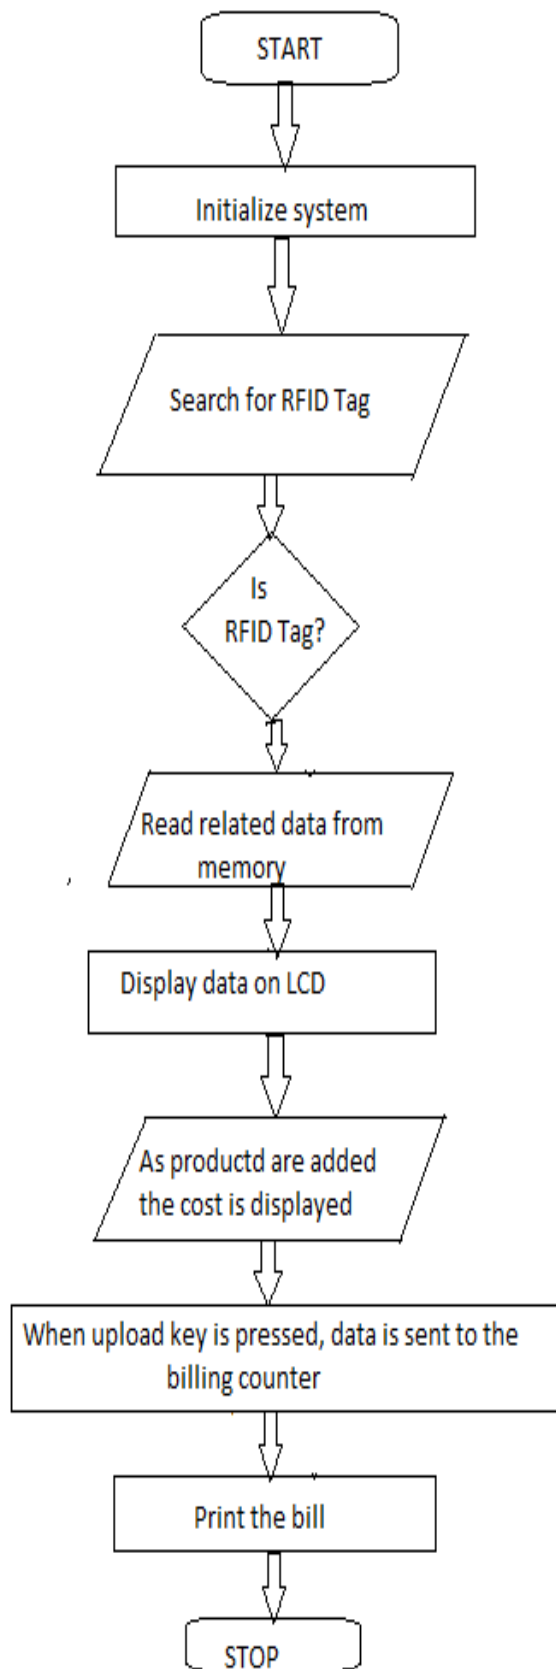 START
Initialize system
Search for RFID Tag
Is
RFID Tag?
Read related data from
memory
Display data on LCD
As productd are added
the cost is displayed
When upload key is pressed, data is sent to the
billing counter
Print the bill
STOP